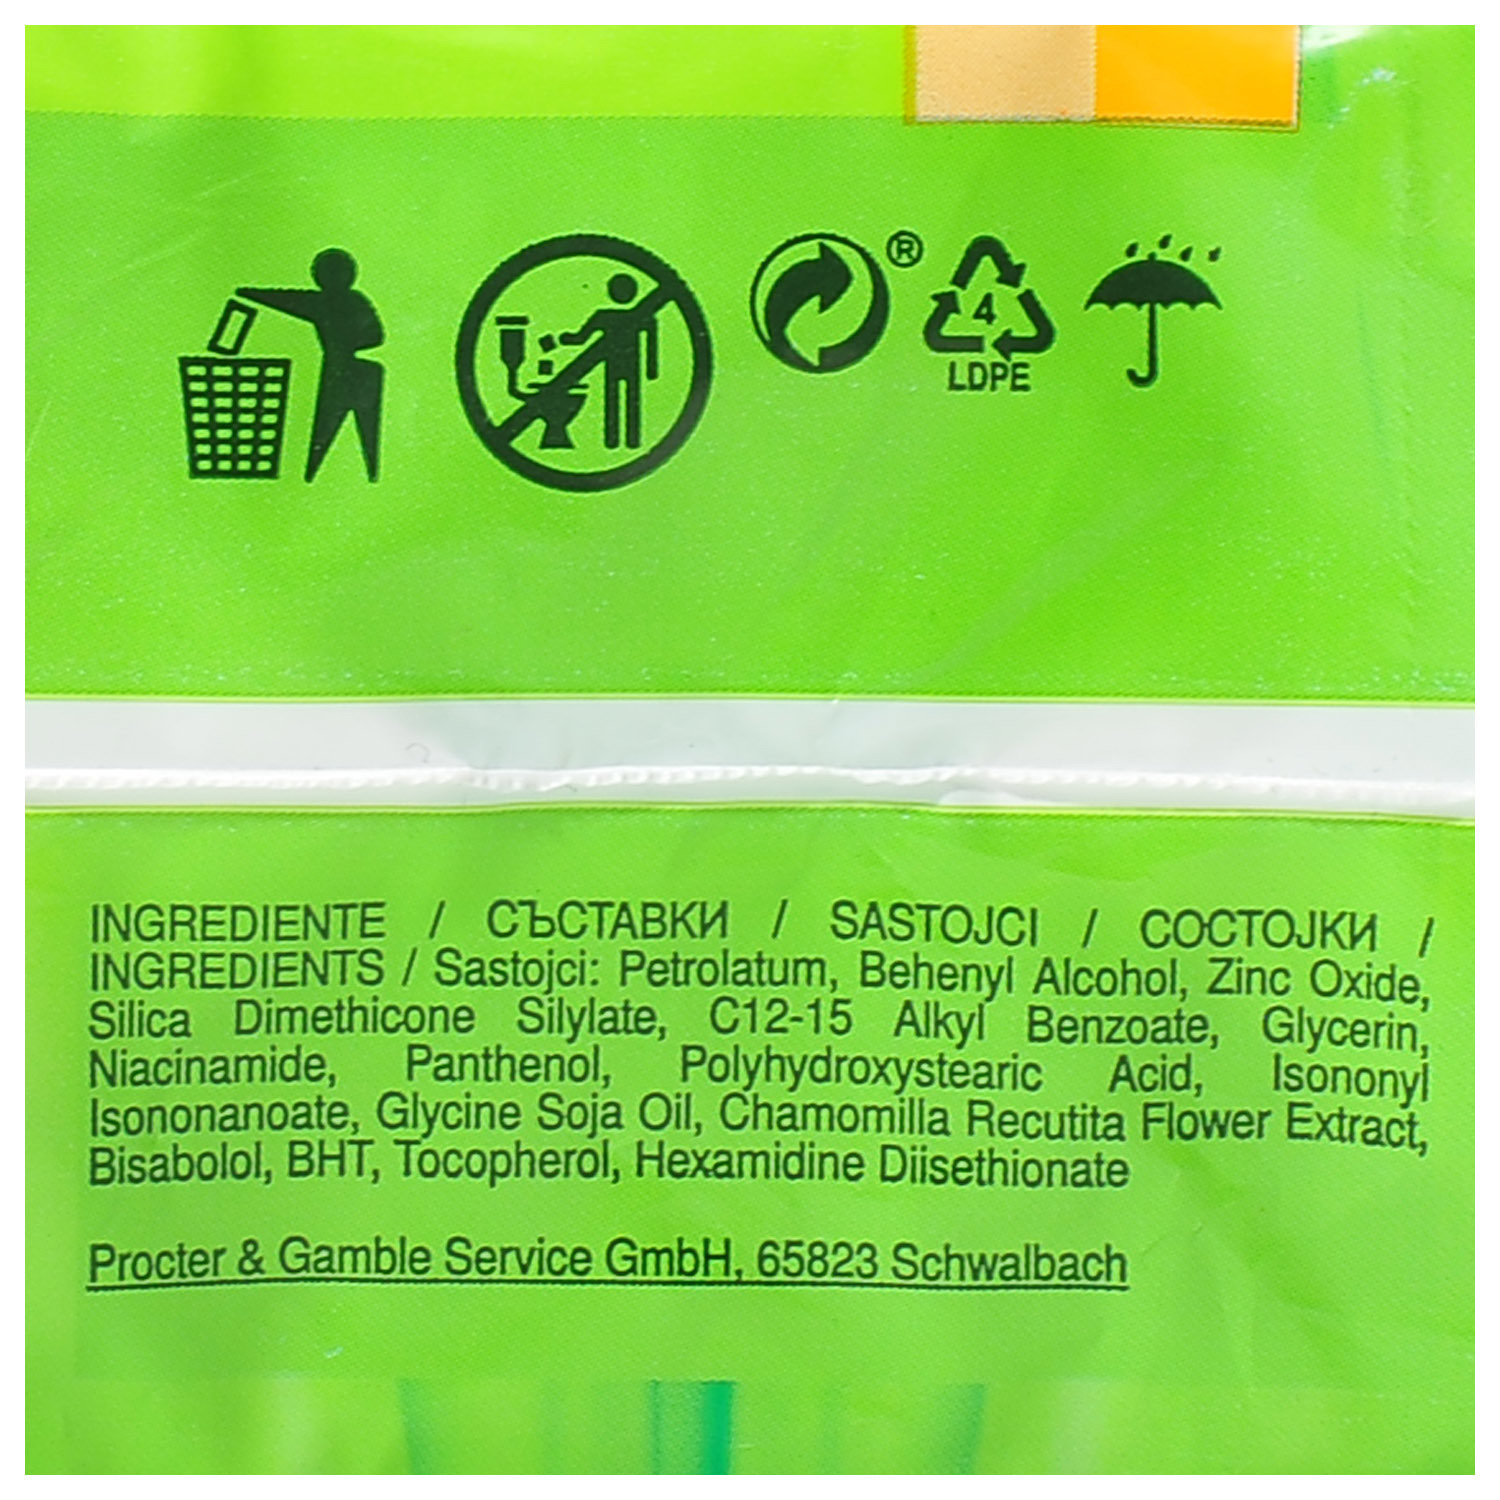 ®
4
LDPE
INGREDIENTE / СЪСТАВКИ / SASTOJCI / СОСТОЈКИ /
INGREDIENTS / Sastojci: Petrolatum, Behenyl Alcohol, Zinc Oxide,
Silica Dimethicone Silylate, C12-15 Alkyl Benzoate, Glycerin,
Niacinamide, Panthenol, Polyhydroxystearic Acid, Isononyl
Isononanoate, Glycine Soja Oil, Chamomilla Recutita Flower Extract,
Bisabolol, BHT, Tocopherol, Hexamidine Diisethionate
Procter & Gamble Service GmbH, 65823 Schwalbach